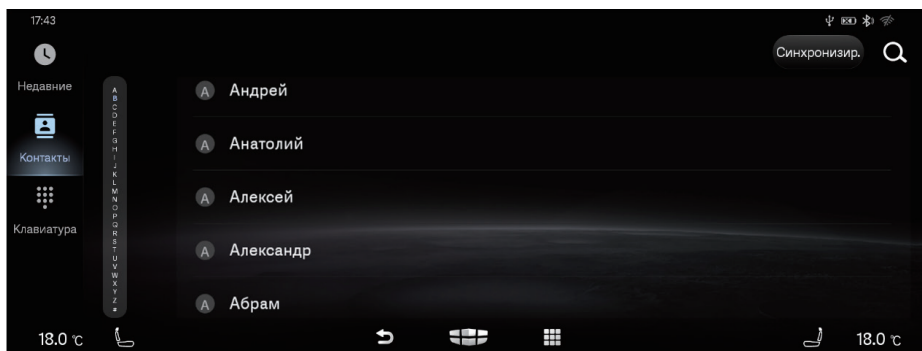 17:43
Синхронизир.
Недавние
A
B
C
D
E
F
G
H
I
J
K
L
M
N
O
P
Q
R
S
T
U
V
W
X
Y
Z
#
Контакты
Клавиатура
А Андрей
А Анатолий
А Алексей
А Александр
А Абрам
18.0 °C
18.0 °C